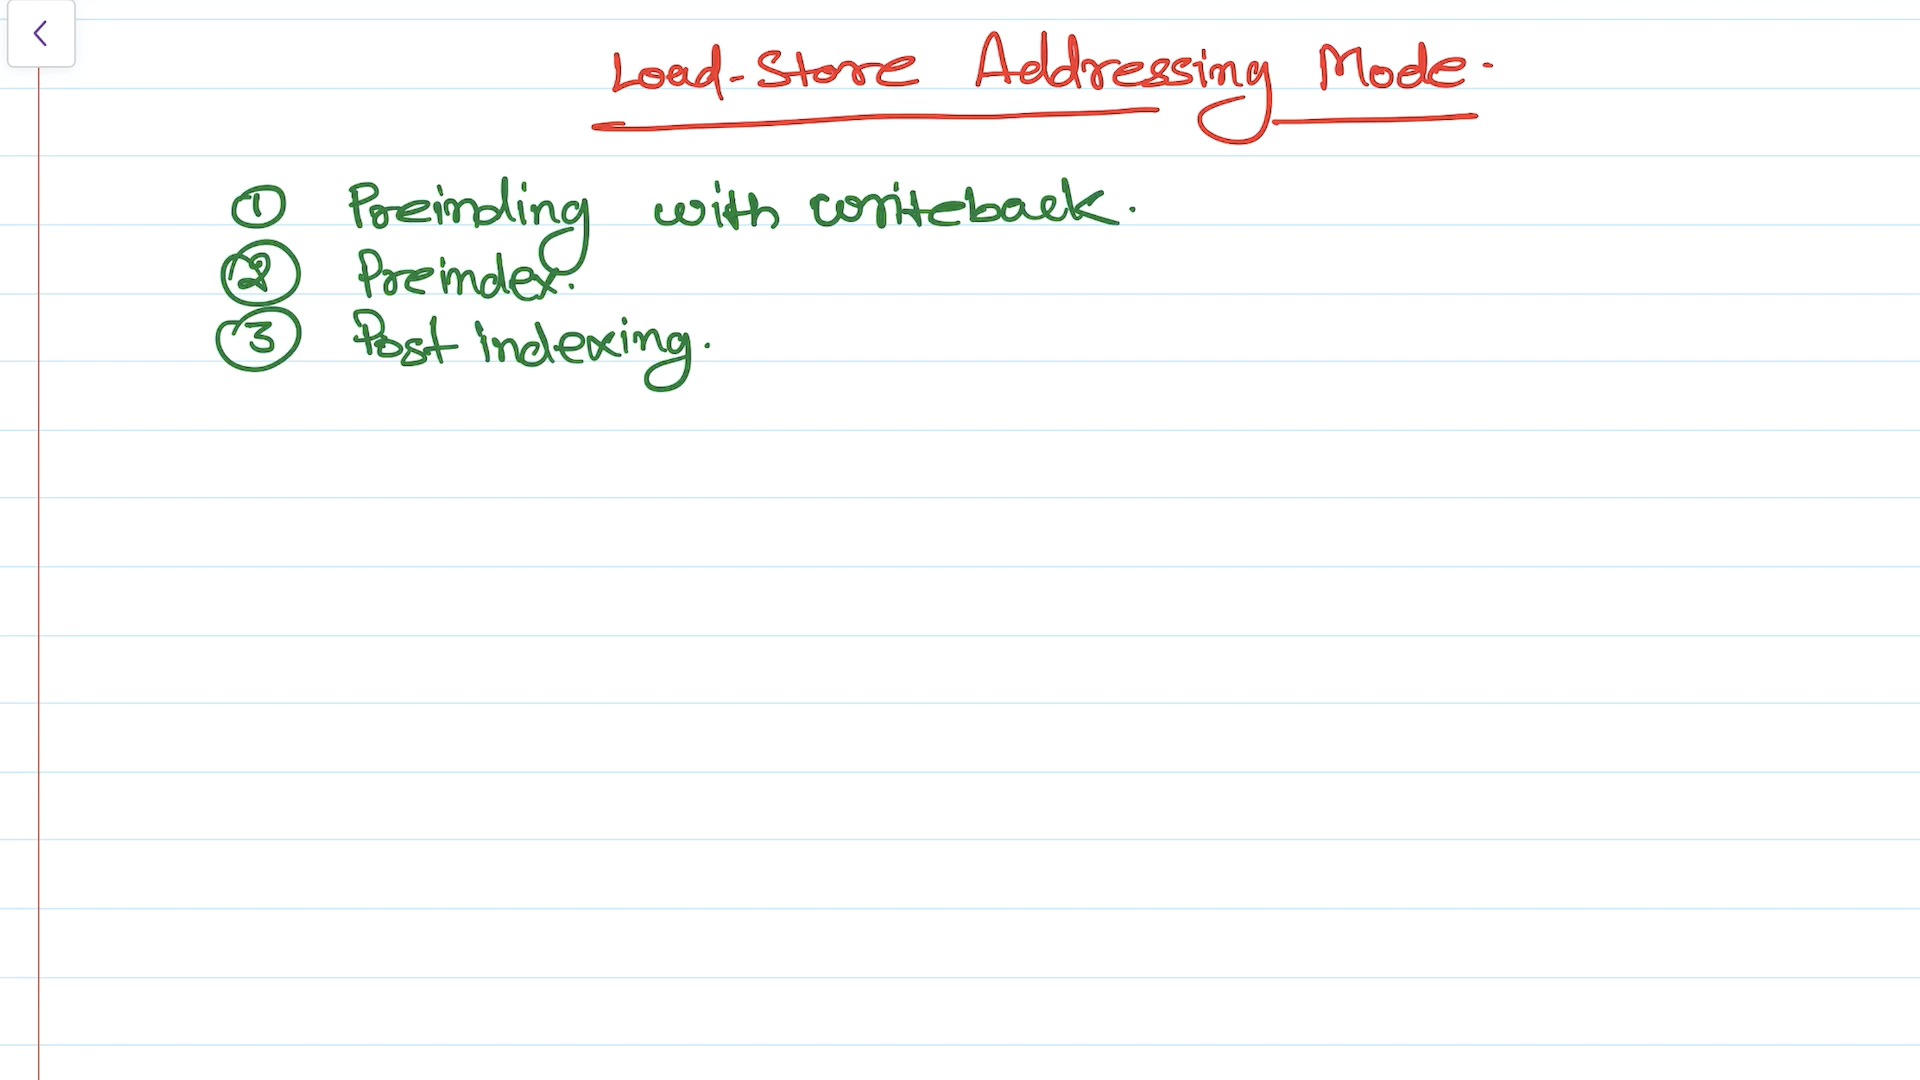 Load-Store Addressing Mode.
① Preinding with writeback.
② Preindex.
③ Post indexing.